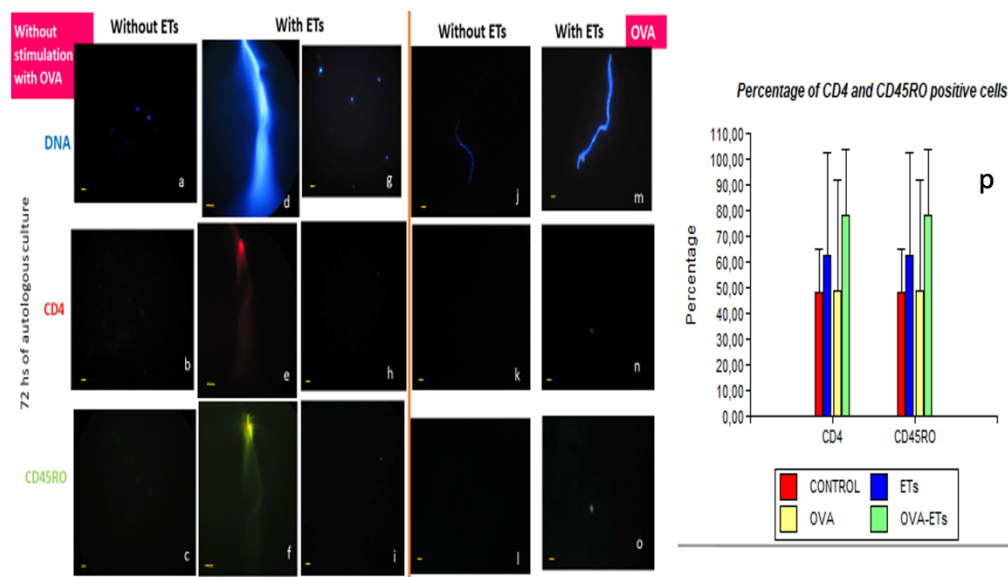 Without
stimulation
with OVA
Without ETs
With ETs
Without ETs
With ETs
OVA
72 hs of autologousculture
DNA
a
d
g
j
m
CD4
b
e
h
k
n
CD45RO
c
f
i
l
o
Percentage of CD4 and CD45RO positive cells
p
Percentage
110,00
100,00
90,00
80,00
70,00
60,00
50,00
40,00
30,00
20,00
10,00
0,00
CD4
CD45RO
CONTROL
ETs
OVA
OVA-ETs